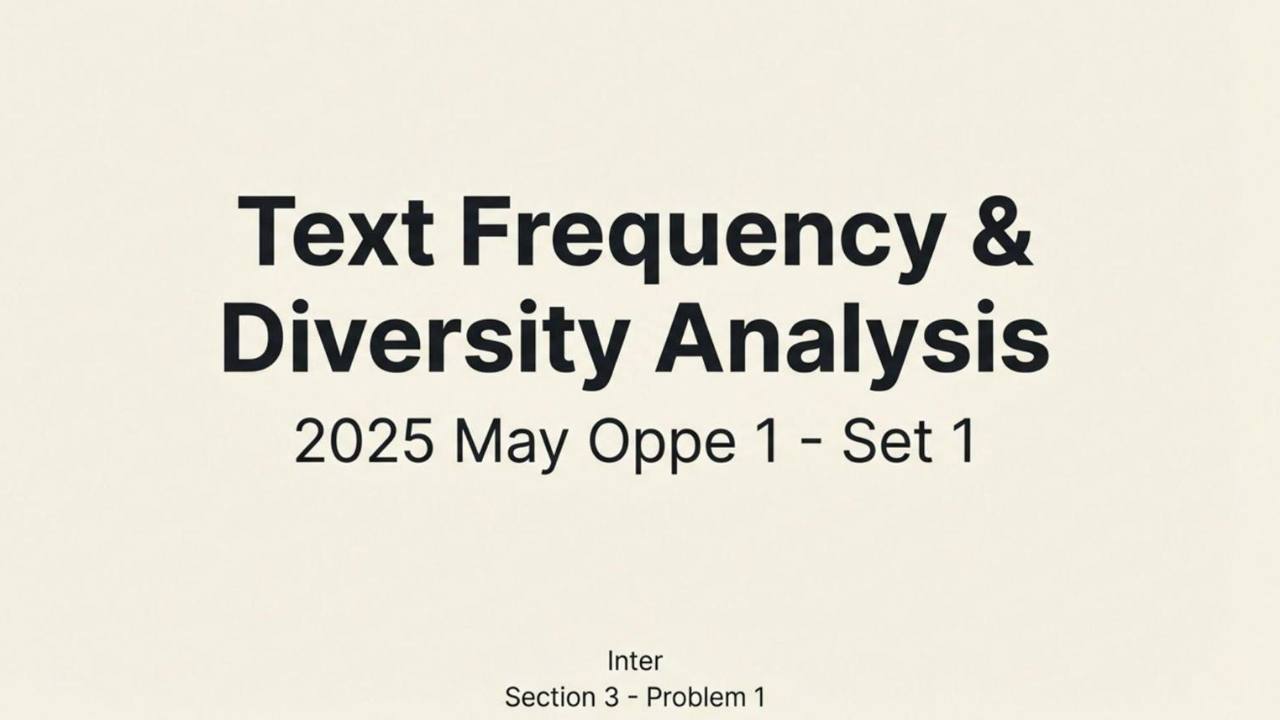 Text Frequency &
Diversity Analysis
2025 May Oppe 1 - Set 1
Inter
Section 3 - Problem 1